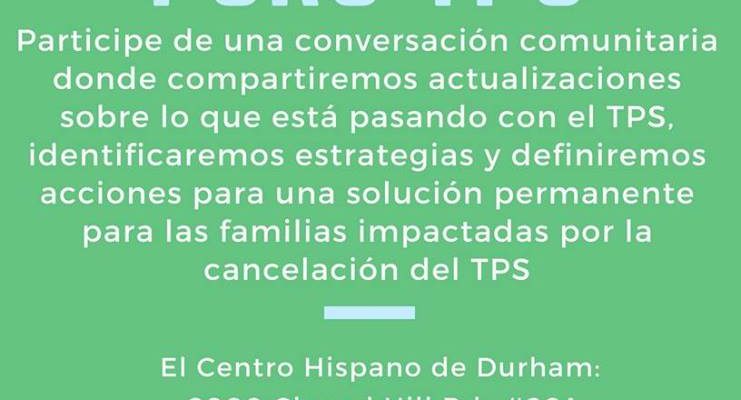 FORO TPS
Participe de una conversación comunitaria
donde compartiremos actualizaciones
sobre lo que está pasando con el TPS,
identificaremos estrategias y definiremos
acciones para una solución permanente
para las familias impactadas por la
cancelación del TPS
El Centro Hispano de Durham: